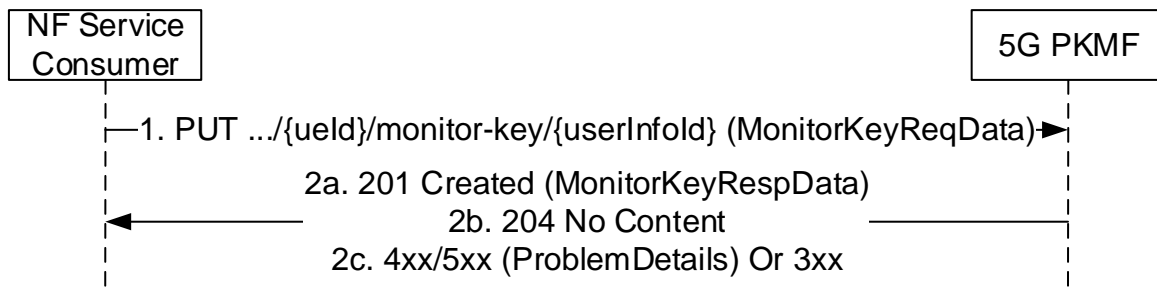 NF Service
Consumer
5G PKMF
1. PUT .../{ueId}/monitor-key/{userInfoId} (MonitorKeyReqData)
2a. 201 Created (MonitorKeyRespData)
2b. 204 No Content
2c. 4xx/5xx (ProblemDetails) Or 3xx